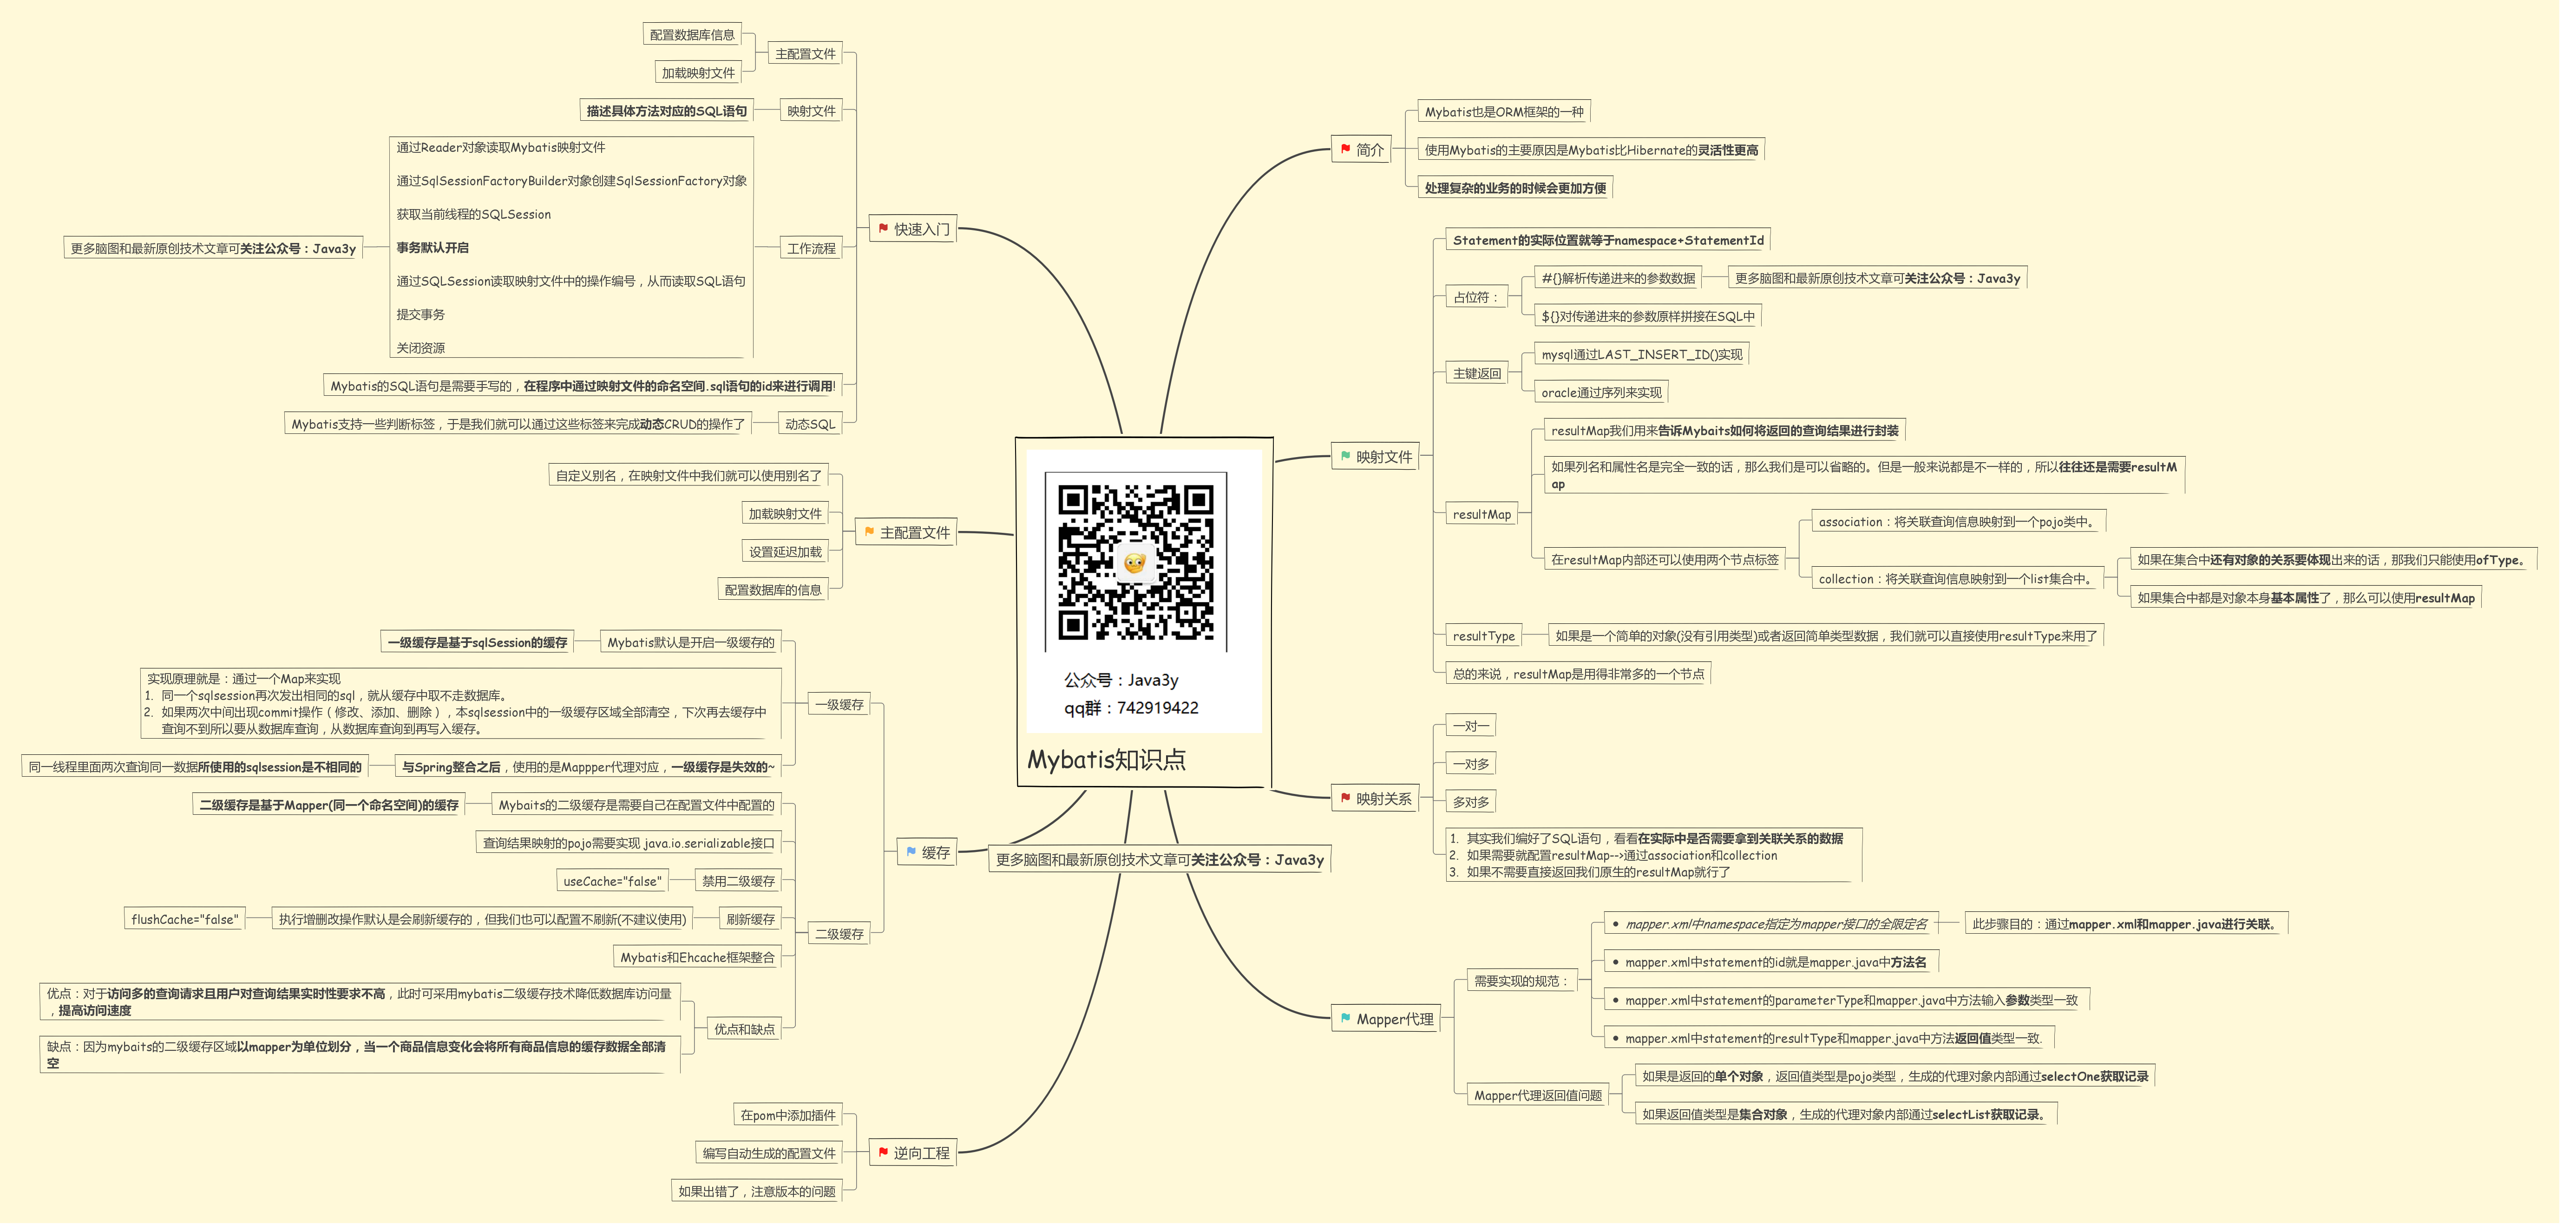 配置数据库信息
加载映射文件
主配置文件
描述具体方法对应的SQL语句
映射文件
通过Reader对象读取Mybatis映射文件
通过SqlSessionFactoryBuilder对象创建SqlSessionFactory对象
获取当前线程的SQLSession
事务默认开启
通过SQLSession读取映射文件中的操作编号，从而读取SQL语句
提交事务
关闭资源
更多脑图和最新原创技术文章可关注公众号：Java3y
工作流程
快速入门
Mybatis的SQL语句是需要手写的，在程序中通过映射文件的命名空间.sql语句的id来进行调用!
Mybatis支持一些判断标签，于是我们就可以通过这些标签来完成动态CRUD的操作了
动态SQL
自定义别名，在映射文件中我们就可以使用别名了
加载映射文件
设置延迟加载
配置数据库的信息
主配置文件
一级缓存是基于sqlSession的缓存
Mybatis默认是开启一级缓存的
实现原理就是：通过一个Map来实现
1. 同一个sqlsession再次发出相同的sql，就从缓存中取不走数据库。
2. 如果两次中间出现commit操作（修改、添加、删除），本sqlsession中的一级缓存区域全部清空，下次再去缓存中
查询不到所以要从数据库查询，从数据库查询到再写入缓存。
一级缓存
同一线程里面两次查询同一数据所使用的sqlsession是不相同的
与Spring整合之后，使用的是Mappper代理对应，一级缓存是失效的~
二级缓存是基于Mapper(同一个命名空间)的缓存
Mybaits的二级缓存是需要自己在配置文件中配置的
查询结果映射的pojo需要实现 java.io.serializable接口
useCache="false"
禁用二级缓存
flushCache="false"
执行增删改操作默认是会刷新缓存的，但我们也可以配置不刷新(不建议使用)
刷新缓存
二级缓存
Mybatis和Ehcache框架整合
优点：对于访问多的查询请求且用户对查询结果实时性要求不高，此时可采用mybatis二级缓存技术降低数据库访问量
，提高访问速度
优点和缺点
缺点：因为mybaits的二级缓存区域以mapper为单位划分，当一个商品信息变化会将所有商品信息的缓存数据全部清
空
缓存
更多脑图和最新原创技术文章可关注公众号：Java3y
在pom中添加插件
编写自动生成的配置文件
如果出错了，注意版本的问题
逆向工程
公众号：Java3y
qq群：742919422
Mybatis知识点
简介
Mybatis也是ORM框架的一种
使用Mybatis的主要原因是Mybatis比Hibernate的灵活性更高
处理复杂的业务的时候会更加方便
映射文件
Statement的实际位置就等于namespace+StatementId
占位符：
#{}解析传递进来的参数数据
更多脑图和最新原创技术文章可关注公众号：Java3y
${}对传递进来的参数原样拼接在SQL中
主键返回
mysql通过LAST_INSERT_ID()实现
oracle通过序列来实现
resultMap
resultMap我们用来告诉Mybaits如何将返回的查询结果进行封装
如果列名和属性名是完全一致的话，那么我们是可以省略的。但是一般来说都是不一样的，所以往往还是需要resultM
ap
在resultMap内部还可以使用两个节点标签
association：将关联查询信息映射到一个pojo类中。
collection：将关联查询信息映射到一个list集合中。
如果在集合中还有对象的关系要体现出来的话，那我们只能使用ofType。
如果集合中都是对象本身基本属性了，那么可以使用resultMap
resultType
如果是一个简单的对象(没有引用类型)或者返回简单类型数据，我们就可以直接使用resultType来用了
总的来说，resultMap是用得非常多的一个节点
映射关系
一对一
一对多
多对多
1. 其实我们编好了SQL语句，看看在实际中是否需要拿到关联关系的数据
2. 如果需要就配置resultMap-->通过association和collection
3. 如果不需要直接返回我们原生的resultMap就行了
Mapper代理
需要实现的规范：
• mapper.xml中namespace指定为mapper接口的全限定名
此步骤目的：通过mapper.xml和mapper.java进行关联。
• mapper.xml中statement的id就是mapper.java中方法名
• mapper.xml中statement的parameterType和mapper.java中方法输入参数类型一致
• mapper.xml中statement的resultType和mapper.java中方法返回值类型一致.
Mapper代理返回值问题
如果是返回的单个对象，返回值类型是pojo类型，生成的代理对象内部通过selectOne获取记录
如果返回值类型是集合对象，生成的代理对象内部通过selectList获取记录。